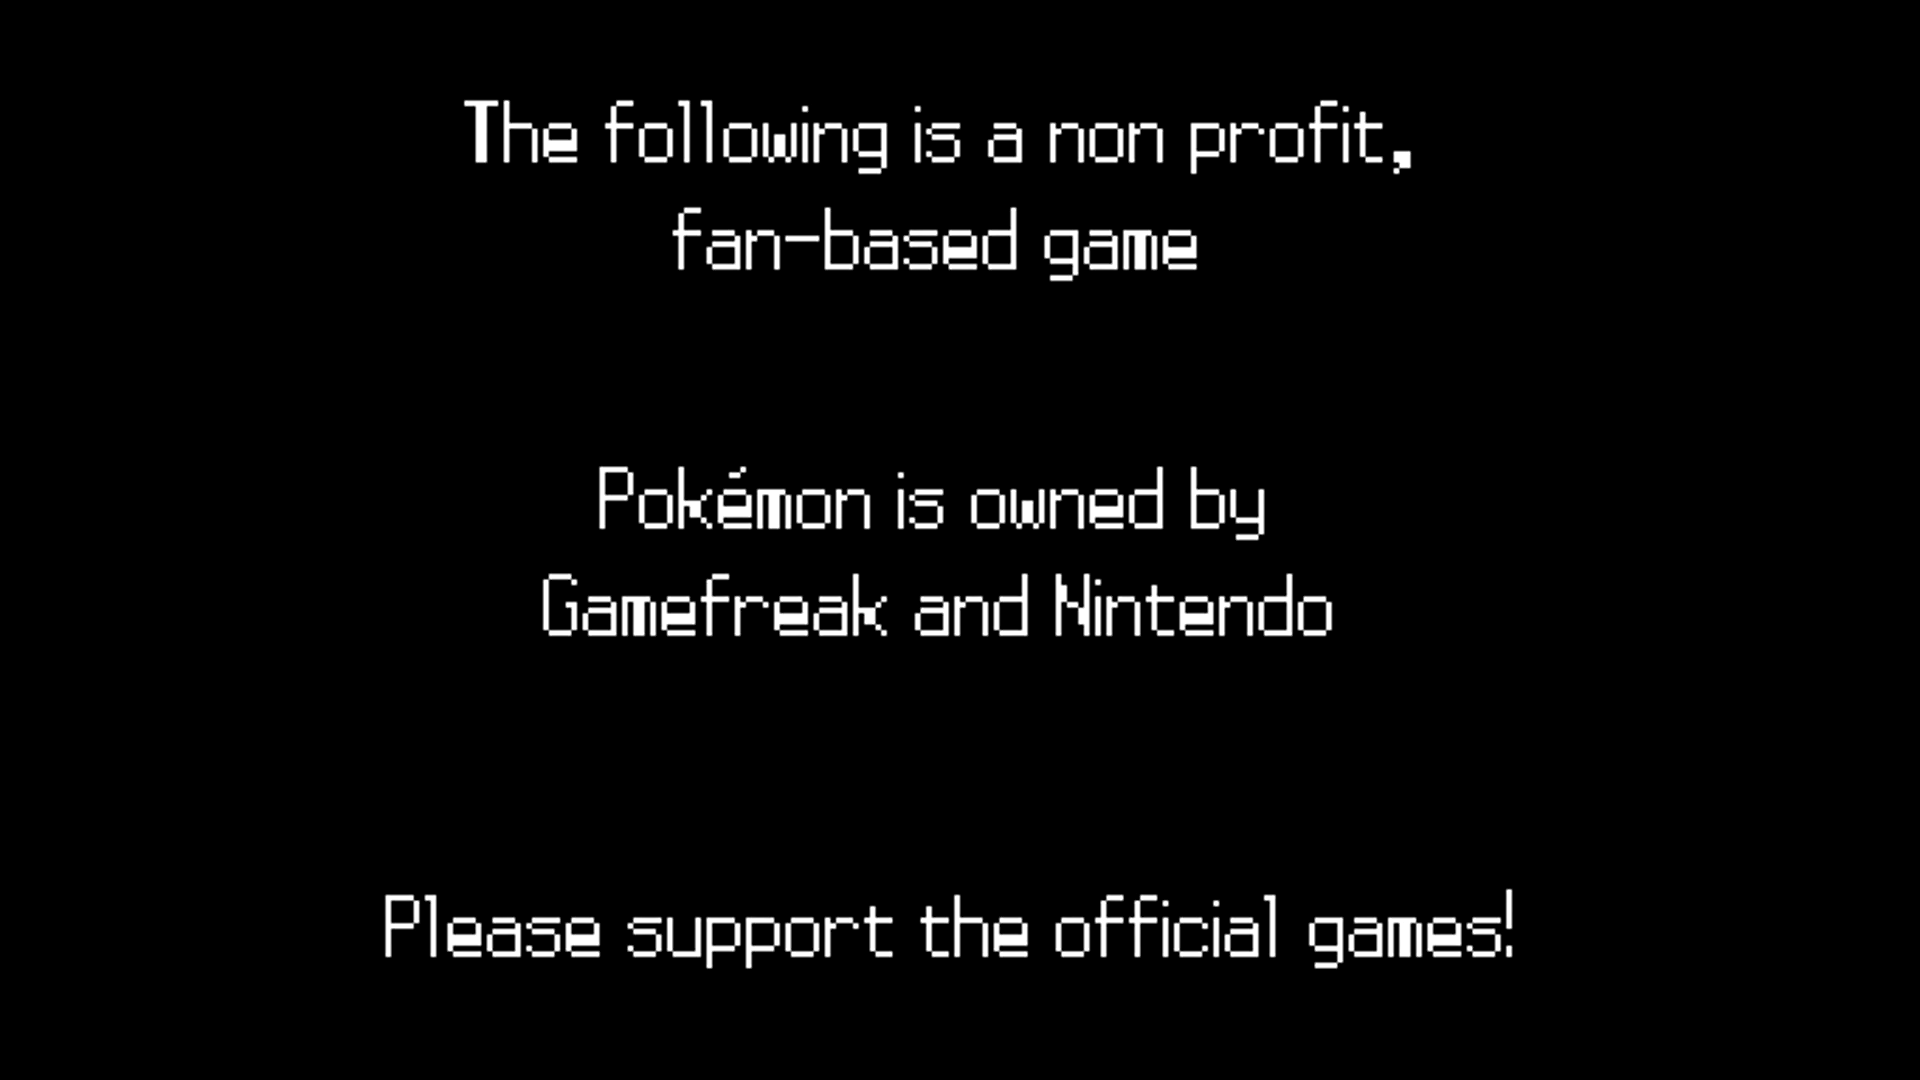 The following is a non profit,
fan-based game
Pokémon is owned by
Gamefreak and Nintendo
Please support the official games!